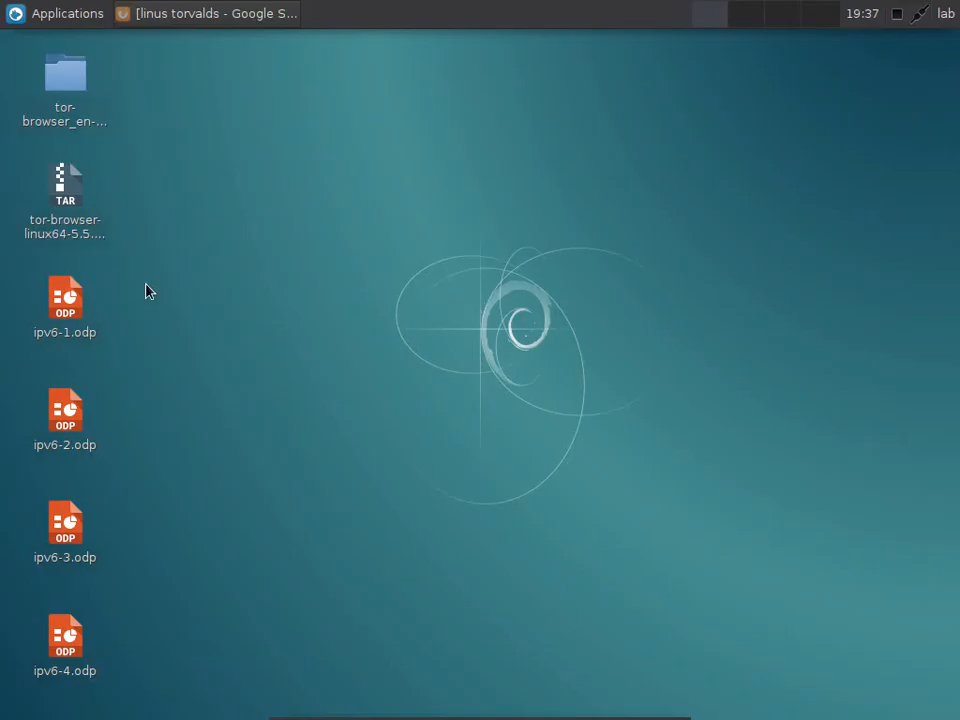 Applications
[linus torvalds - Google S...
19:37
lab
tor-
browser_en-...
TAR
tor-browser-
linux64-5.5....
ODP
ipv6-1.odp
ODP
ipv6-2.odp
ODP
ipv6-3.odp
ODP
ipv6-4.odp